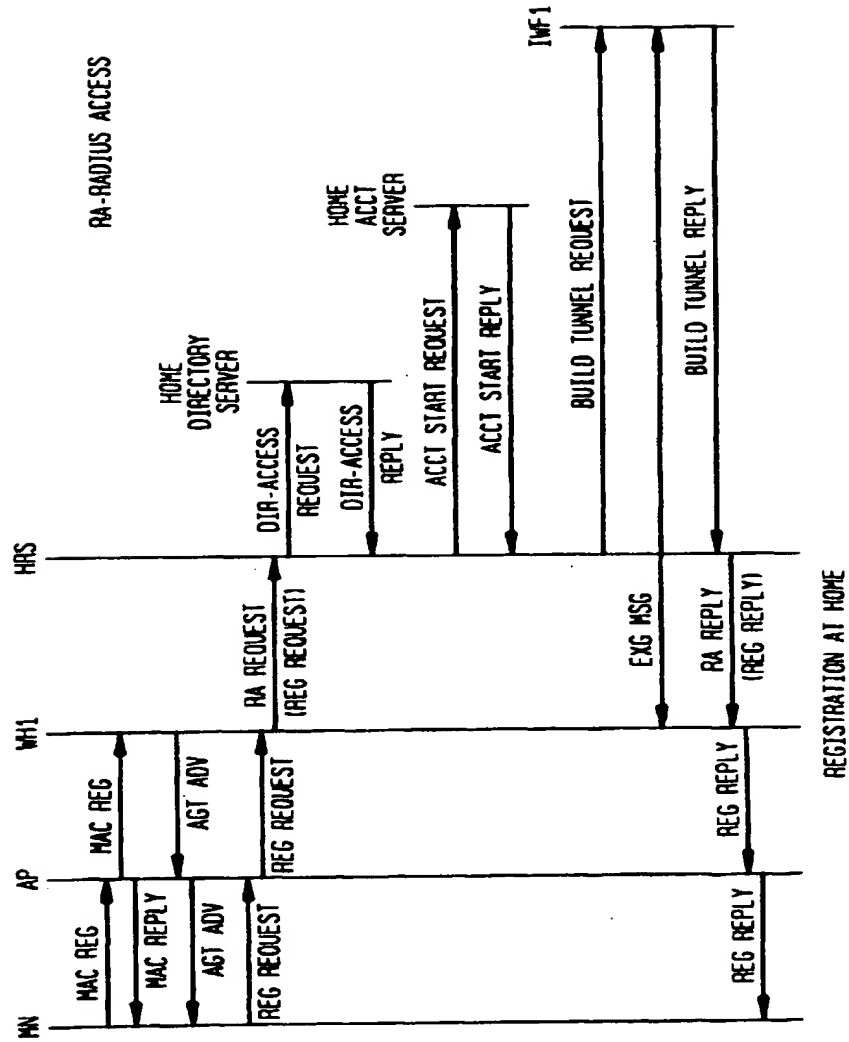 MN
AP
WH1
HRS
RA-RADIUS ACCESS
IWF1
MAC REG
MAC REG
MAC REPLY
AGT ADV
AGT ADV
REG REQUEST
REG REQUEST
RA REQUEST
(REG REQUEST)
HOME
DIRECTORY
SERVER
DIR-ACCESS
REQUEST
DIR-ACCESS
REPLY
HOME
ACCT
SERVER
ACCT START REQUEST
ACCT START REPLY
BUILD TUNNEL REQUEST
EXG MSG
BUILD TUNNEL REPLY
RA REPLY
(REG REPLY)
REG REPLY
REG REPLY
REGISTRATION AT HOME